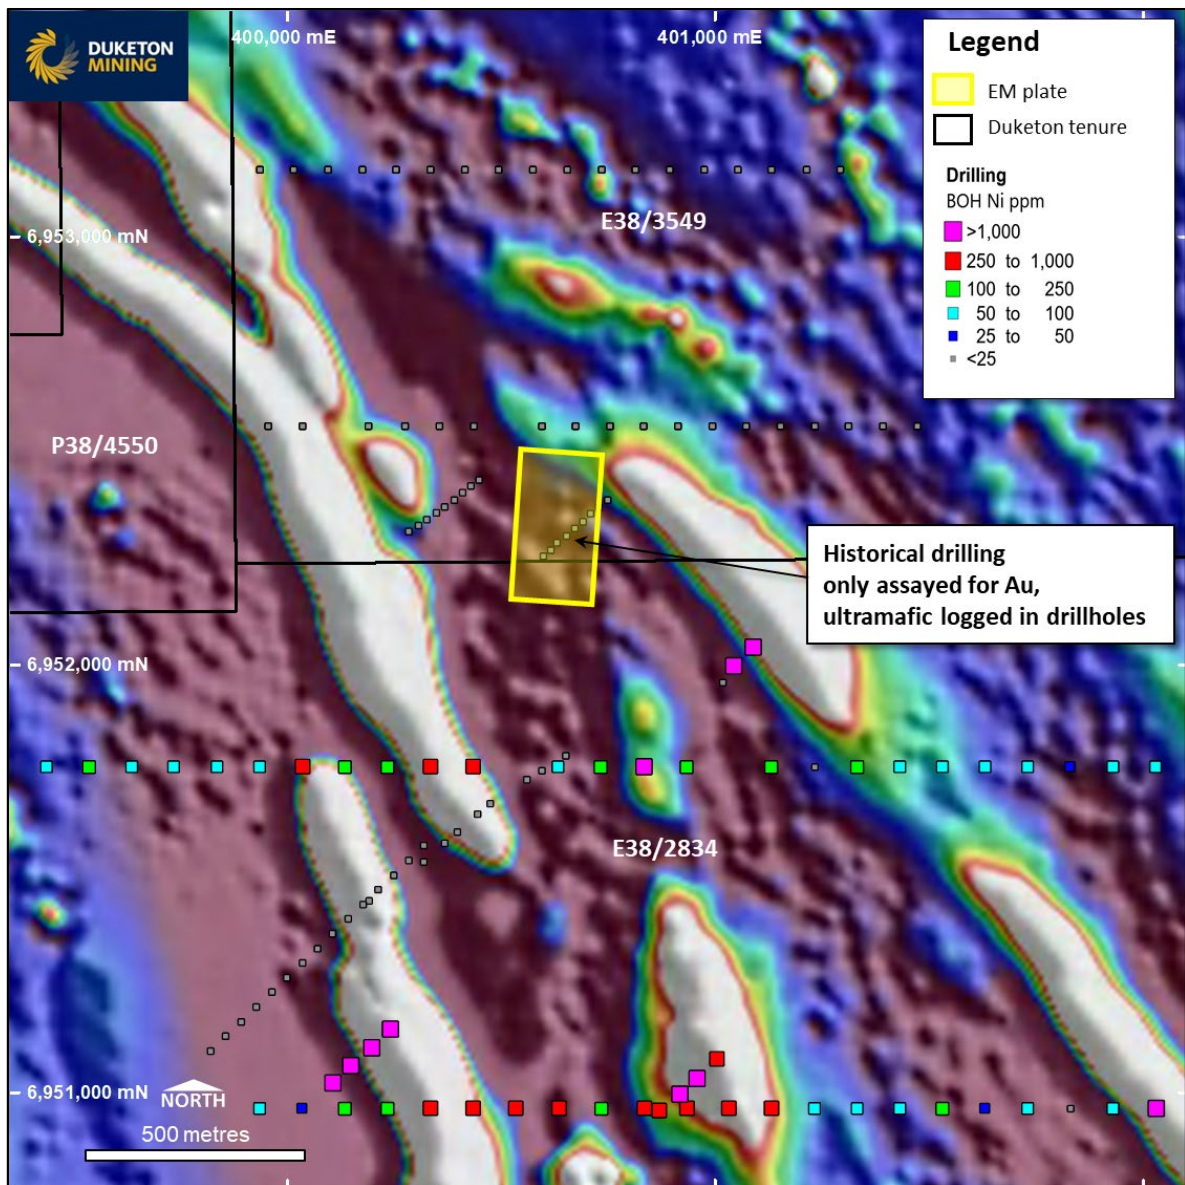 DUKETON
MINING
400,000 mE
401,000 mE
Legend
EM plate
Duketon tenure
Drilling
BOH Ni ppm
>1,000
250 to 1,000
100 to 250
50 to 100
25 to 50
<25
E38/3549
6,953,000 mN
P38/4550
Historical drilling
only assayed for Au,
ultramafic logged in drillholes
6,952,000 mN
E38/2834
6,951,000 mN
NORTH
500 metres